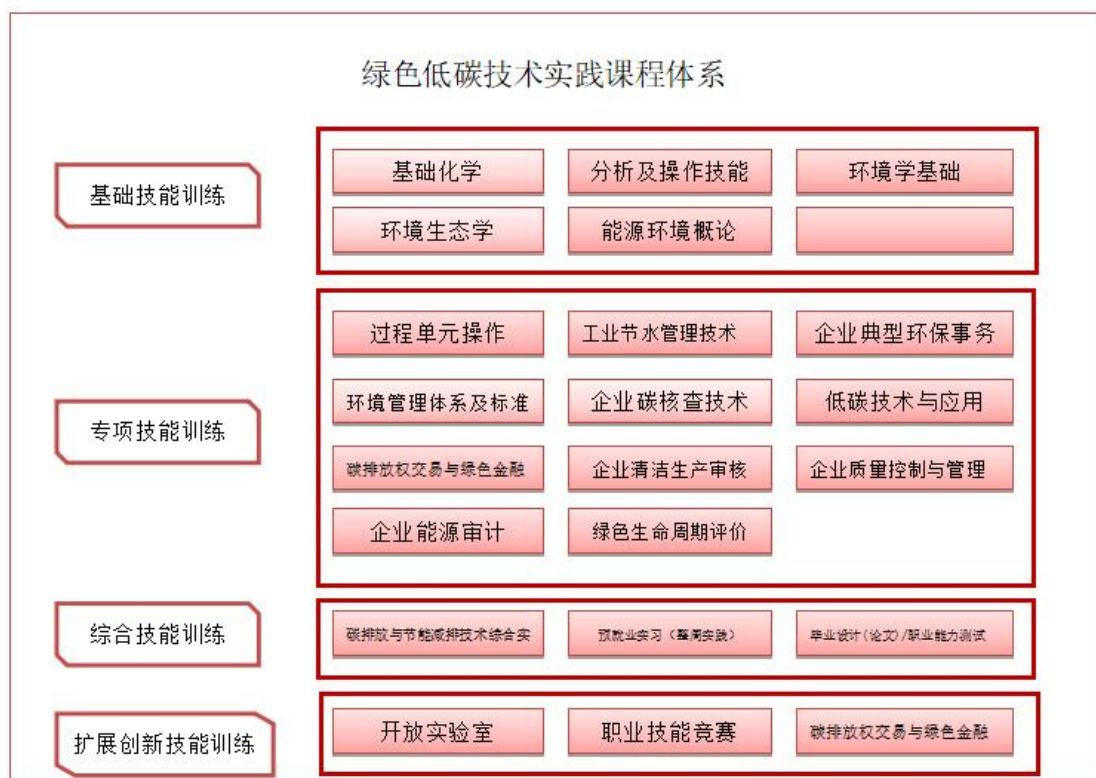 绿色低碳技术实践课程体系
基础技能训练
基础化学
分析及操作技能
环境学基础
环境生态学
能源环境概论
专项技能训练
过程单元操作
工业节水管理技术
企业典型环保事务
环境管理体系及标准
企业碳核查技术
低碳技术与应用
碳排放权交易与绿色金融
企业清洁生产审核
企业质量控制与管理
企业能源审计
绿色生命周期评价
综合技能训练
碳排放与节能减排技术综合实
预就业实习（整周实践）
毕业设计(论文)/职业能力测试
扩展创新技能训练
开放实验室
职业技能竞赛
碳排放权交易与绿色金融